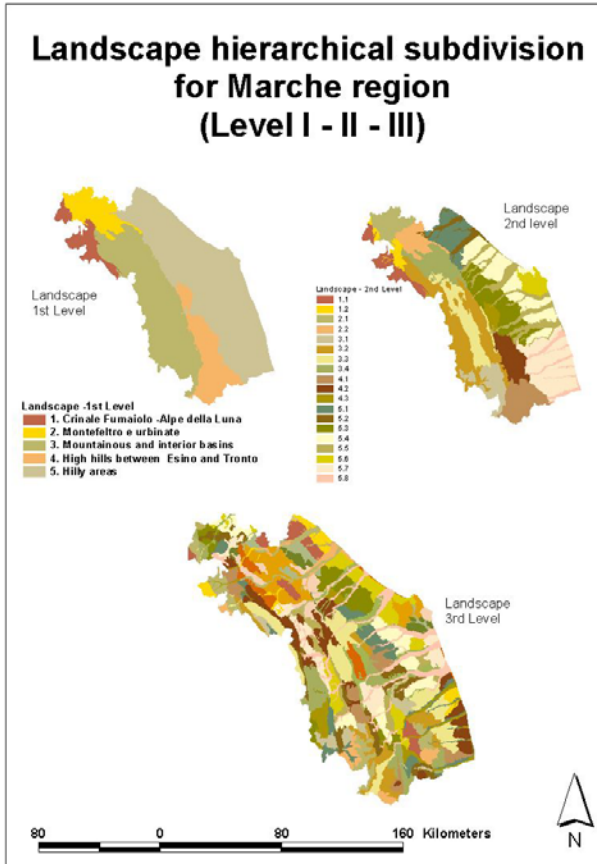 Landscape hierarchical subdivision
for Marche region
(Level I - II - III)
Landscape
2nd level
Landscape
1st Level
Landscape - 2nd Level
1.1
1.2
2.1
2.2
3.1
3.2
3.3
3.4
4.1
4.2
4.3
5.1
5.2
5.3
5.4
5.5
5.6
5.7
5.8
Landscape -1st Level
1. Crinale Fumaiolo -Alpe della Luna
2. Montefeltro e urbinate
3. Mountainous and interior basins
4. High hills between Esino and Tronto
5. Hilly areas
Landscape
3rd Level
80 0 80 160 Kilometers
N